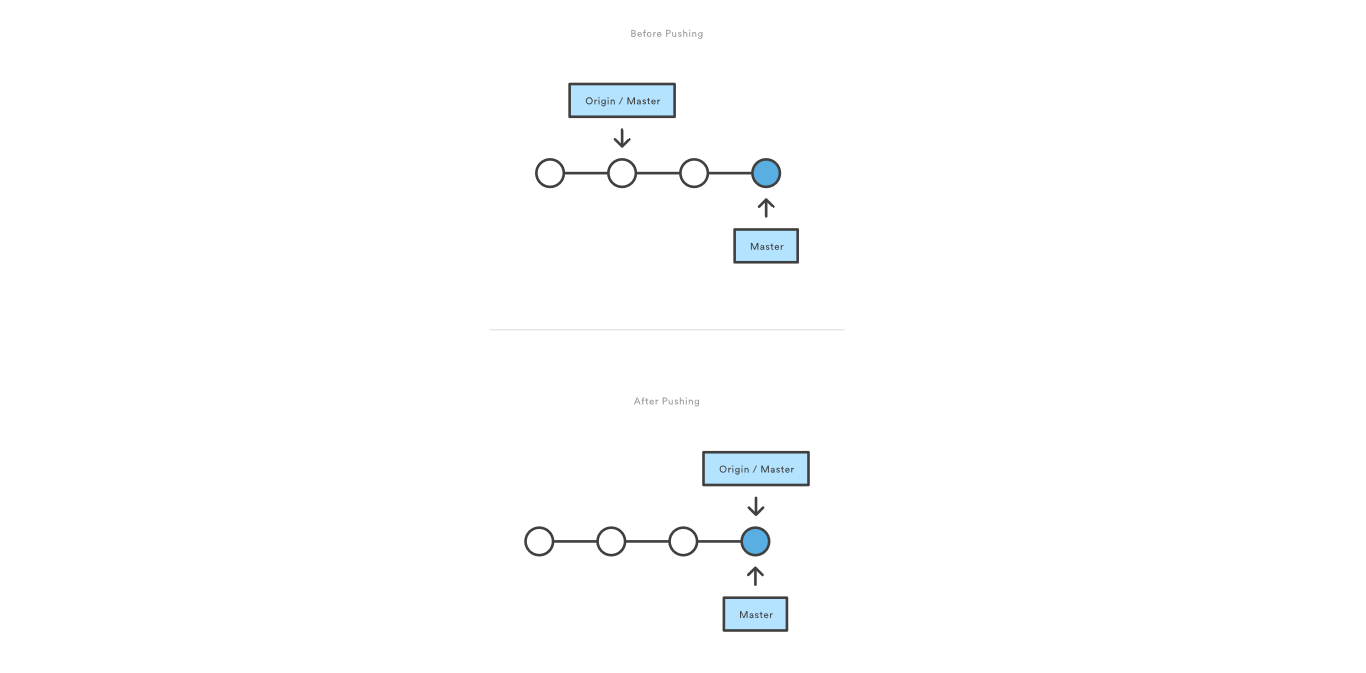 Before Pushing
Origin / Master
Master
After Pushing
Origin / Master
Master